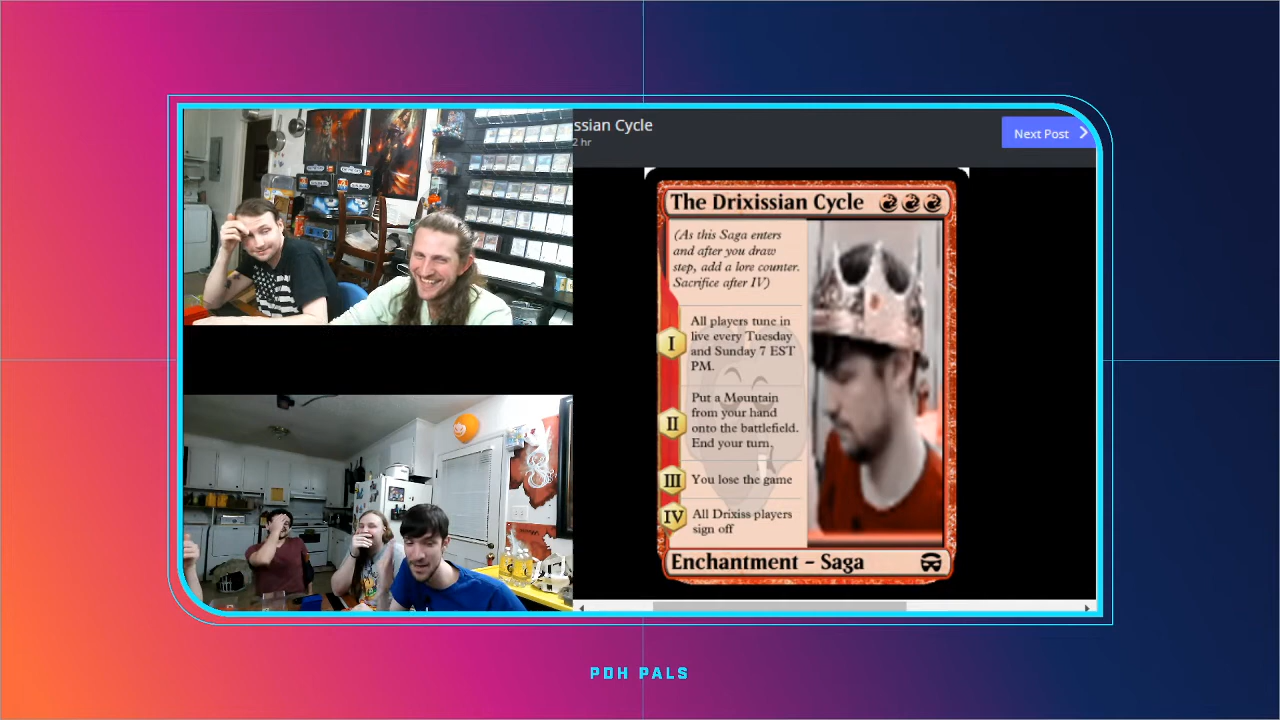 ssian Cycle
2 hr
Next Post
The Drixissian Cycle
(As this Saga enters
and after you draw
step, add a lore counter.
Sacrifice after IV)
I
All players tune in
live every Tuesday
and Sunday 7 EST
PM.
II
Put a Mountain
from your hand
onto the battlefield.
End your turn.
III
You lose the game
IV
All Drixiss players
sign off
Enchantment – Saga
PDH PALS